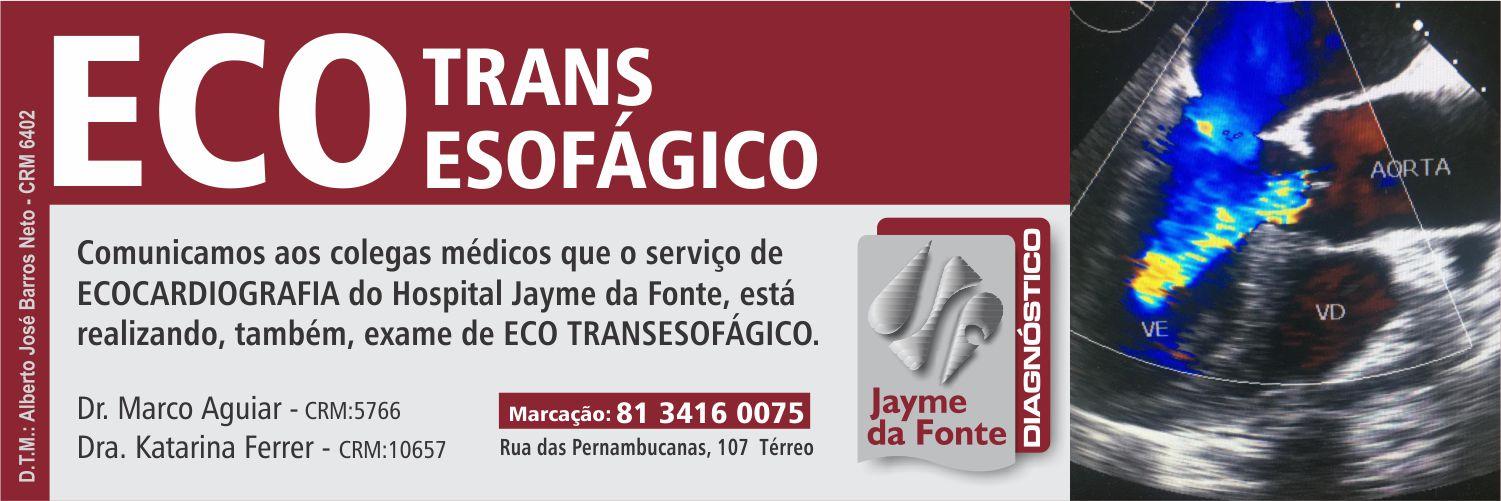 ECO TRANS
ESOFÁGICO
D.T.M.: Alberto José Barros Neto - CRM 6402
Comunicamos aos colegas médicos que o serviço de
ECOCARDIOGRAFIA do Hospital Jayme da Fonte, está
realizando, também, exame de ECO TRANSESOFÁGICO.
Dr. Marco Aguiar - CRM:5766
Dra. Katarina Ferrer - CRM:10657
Marcação: 81 3416 0075
Rua das Pernambucanas, 107 Térreo
Jayme
da Fonte
DIAGNÓSTICO
AORTA
VE
VD